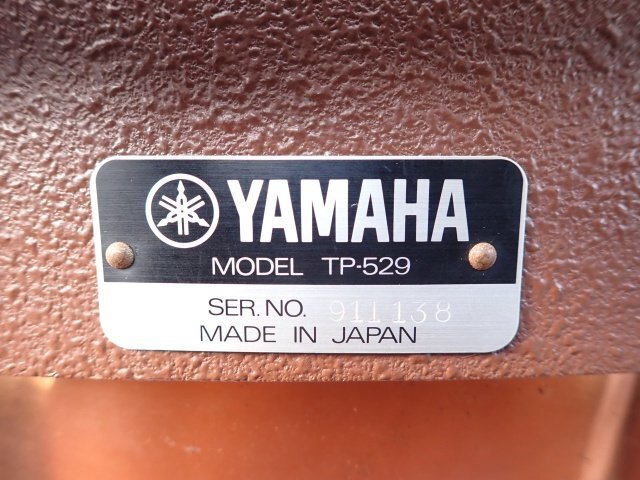 YAMAHA
MODEL TP-529
SER. NO. 911138
MADE IN JAPAN